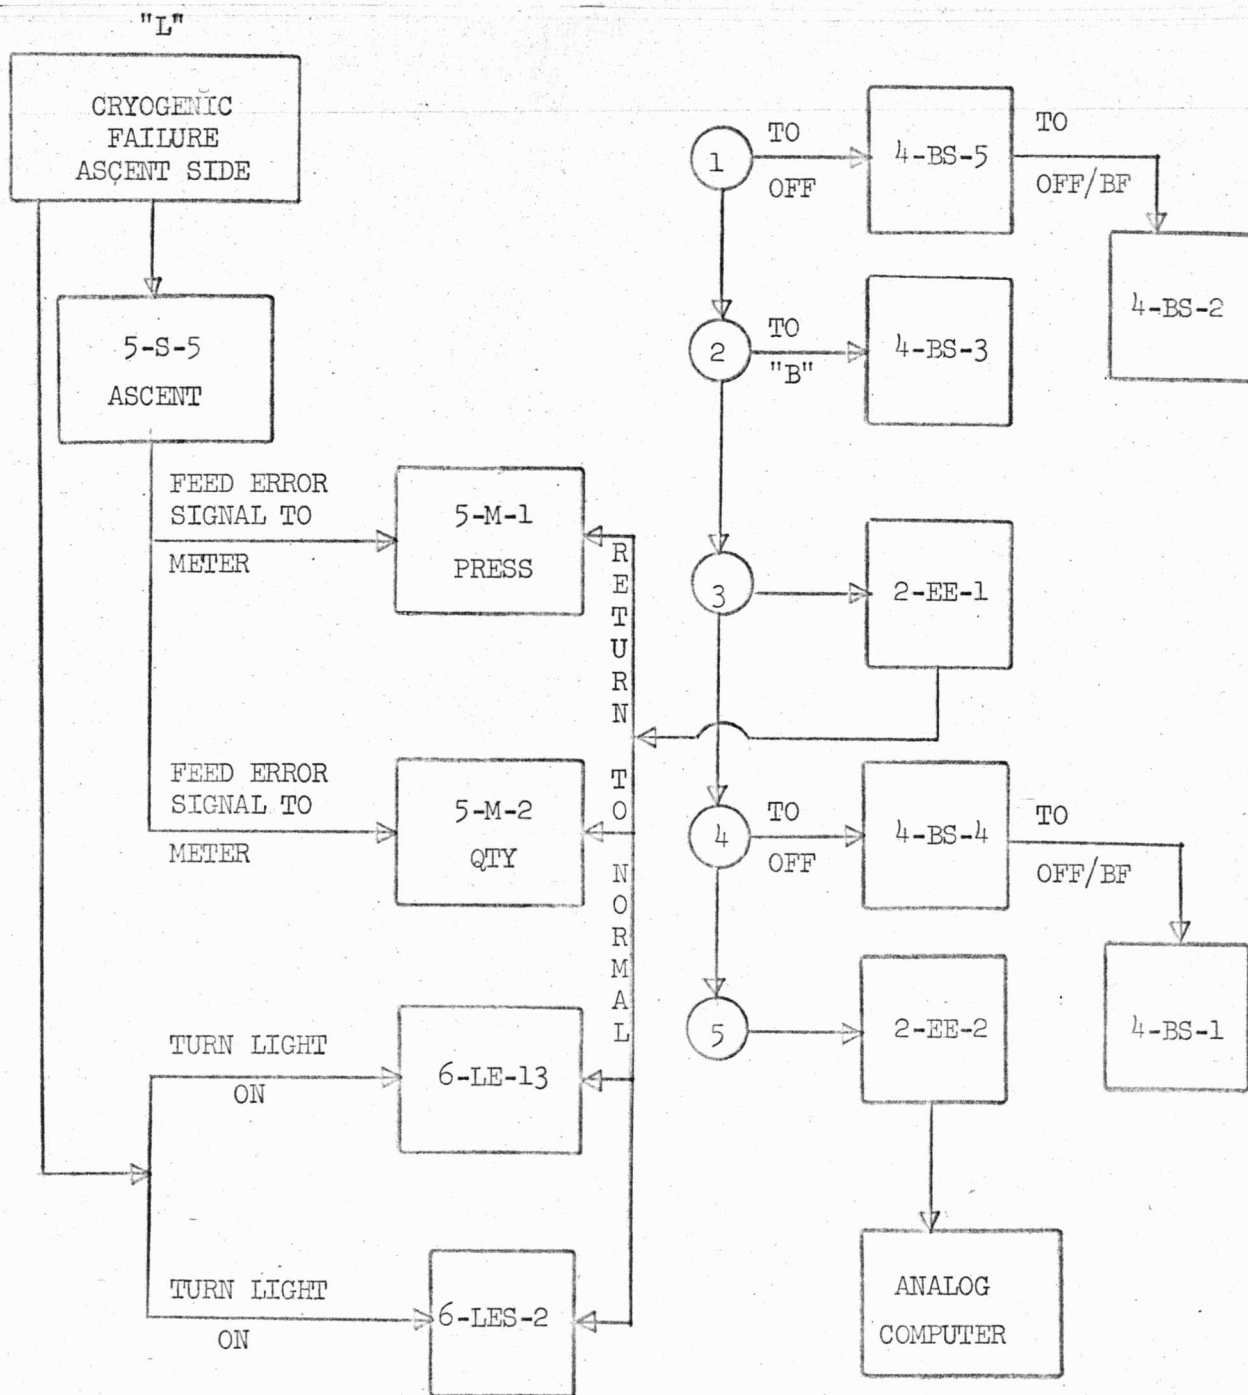 "L"
CRYOGENIC
FAILURE
ASCENT SIDE
5-S-5
ASCENT
FEED ERROR
SIGNAL TO
METER
5-M-1
PRESS
FEED ERROR
SIGNAL TO
METER
5-M-2
QTY
TURN LIGHT
ON
6-LE-13
TURN LIGHT
ON
6-LES-2
RETURN TO NORMAL
1
TO
OFF
4-BS-5
TO
OFF/BF
4-BS-2
2
TO
"B"
4-BS-3
3
2-EE-1
4
TO
OFF
4-BS-4
TO
OFF/BF
4-BS-1
5
2-EE-2
ANALOG
COMPUTER